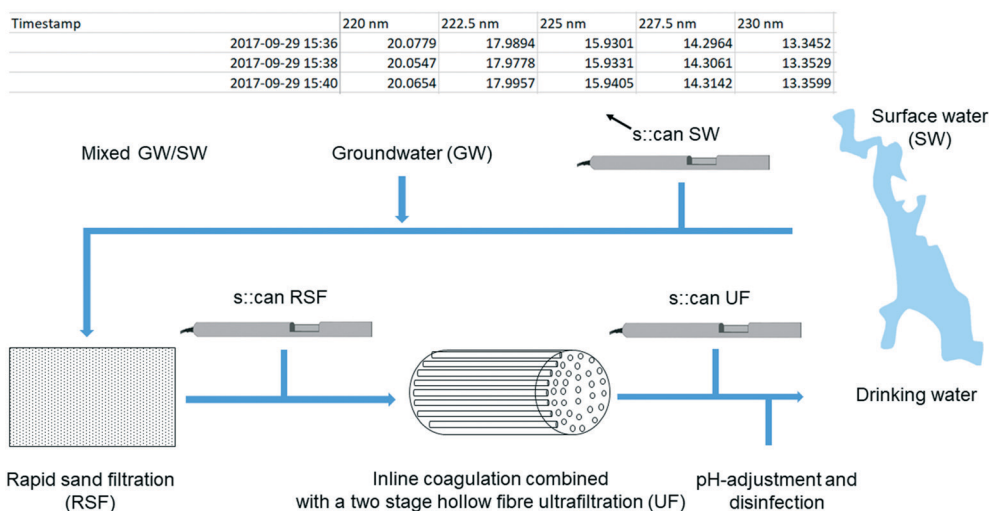 Timestamp 220 nm 222.5 nm 225 nm 227.5 nm 230 nm
2017-09-29 15:36 20.0779 17.9894 15.9301 14.2964 13.3452
2017-09-29 15:38 20.0547 17.9778 15.9331 14.3061 13.3529
2017-09-29 15:40 20.0654 17.9957 15.9405 14.3142 13.3599
Surface water
(SW)
s::can SW
Mixed GW/SW
Groundwater (GW)
s::can RSF
s::can UF
Drinking water
Rapid sand filtration
(RSF)
Inline coagulation combined
with a two stage hollow fibre ultrafiltration (UF)
pH-adjustment and
disinfection